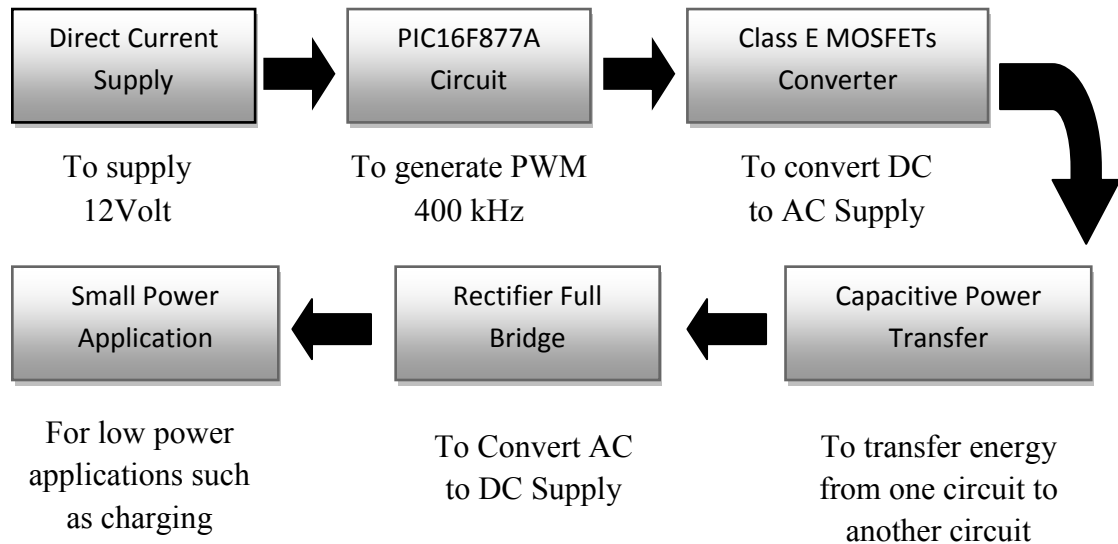 Direct Current
Supply
PIC16F877A
Circuit
Class E MOSFETs
Converter
To supply
12Volt
To generate PWM
400 kHz
To convert DC
to AC Supply
Small Power
Application
Rectifier Full
Bridge
Capacitive Power
Transfer
For low power
applications such
as charging
To Convert AC
to DC Supply
To transfer energy
from one circuit to
another circuit